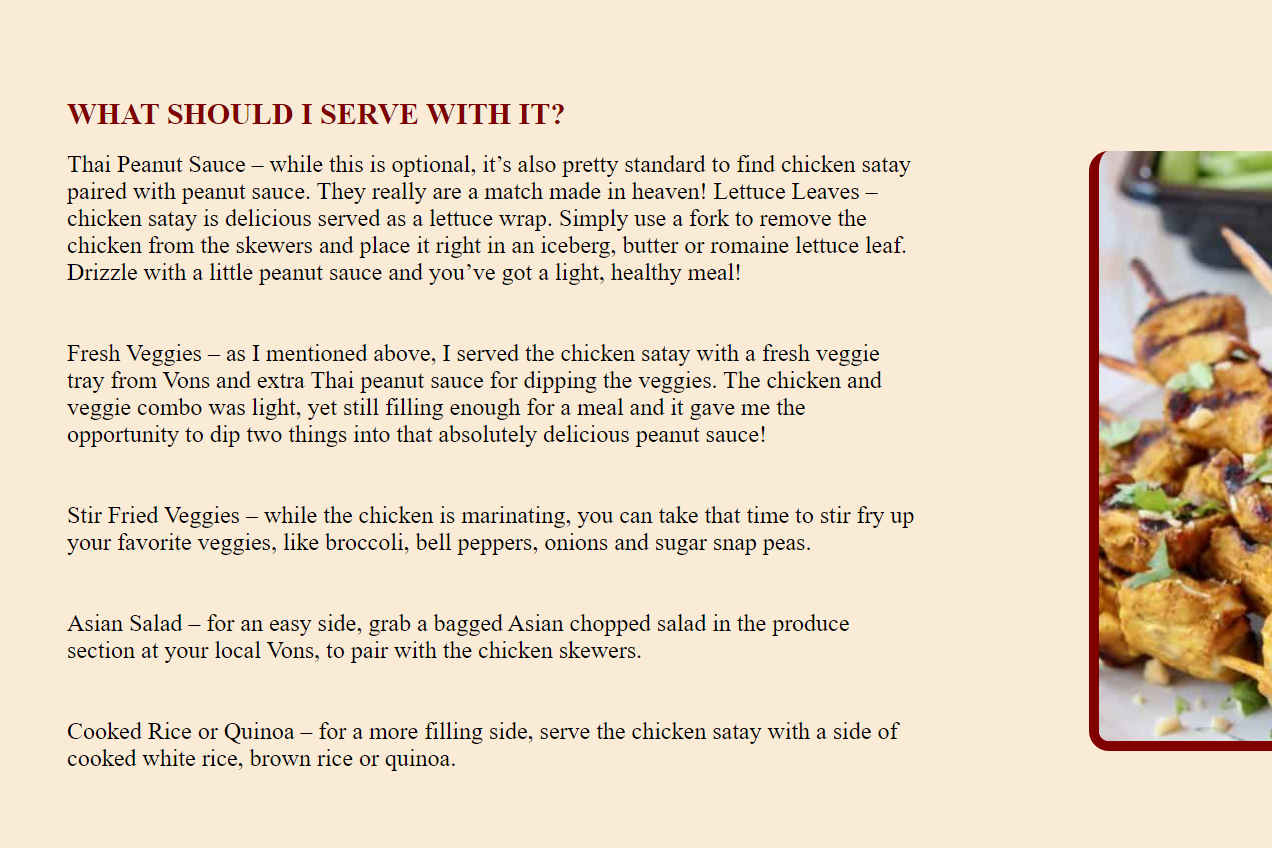 WHAT SHOULD I SERVE WITH IT?
Thai Peanut Sauce – while this is optional, it’s also pretty standard to find chicken satay
paired with peanut sauce. They really are a match made in heaven! Lettuce Leaves –
chicken satay is delicious served as a lettuce wrap. Simply use a fork to remove the
chicken from the skewers and place it right in an iceberg, butter or romaine lettuce leaf.
Drizzle with a little peanut sauce and you’ve got a light, healthy meal!
Fresh Veggies – as I mentioned above, I served the chicken satay with a fresh veggie
tray from Vons and extra Thai peanut sauce for dipping the veggies. The chicken and
veggie combo was light, yet still filling enough for a meal and it gave me the
opportunity to dip two things into that absolutely delicious peanut sauce!
Stir Fried Veggies – while the chicken is marinating, you can take that time to stir fry up
your favorite veggies, like broccoli, bell peppers, onions and sugar snap peas.
Asian Salad – for an easy side, grab a bagged Asian chopped salad in the produce
section at your local Vons, to pair with the chicken skewers.
Cooked Rice or Quinoa – for a more filling side, serve the chicken satay with a side of
cooked white rice, brown rice or quinoa.